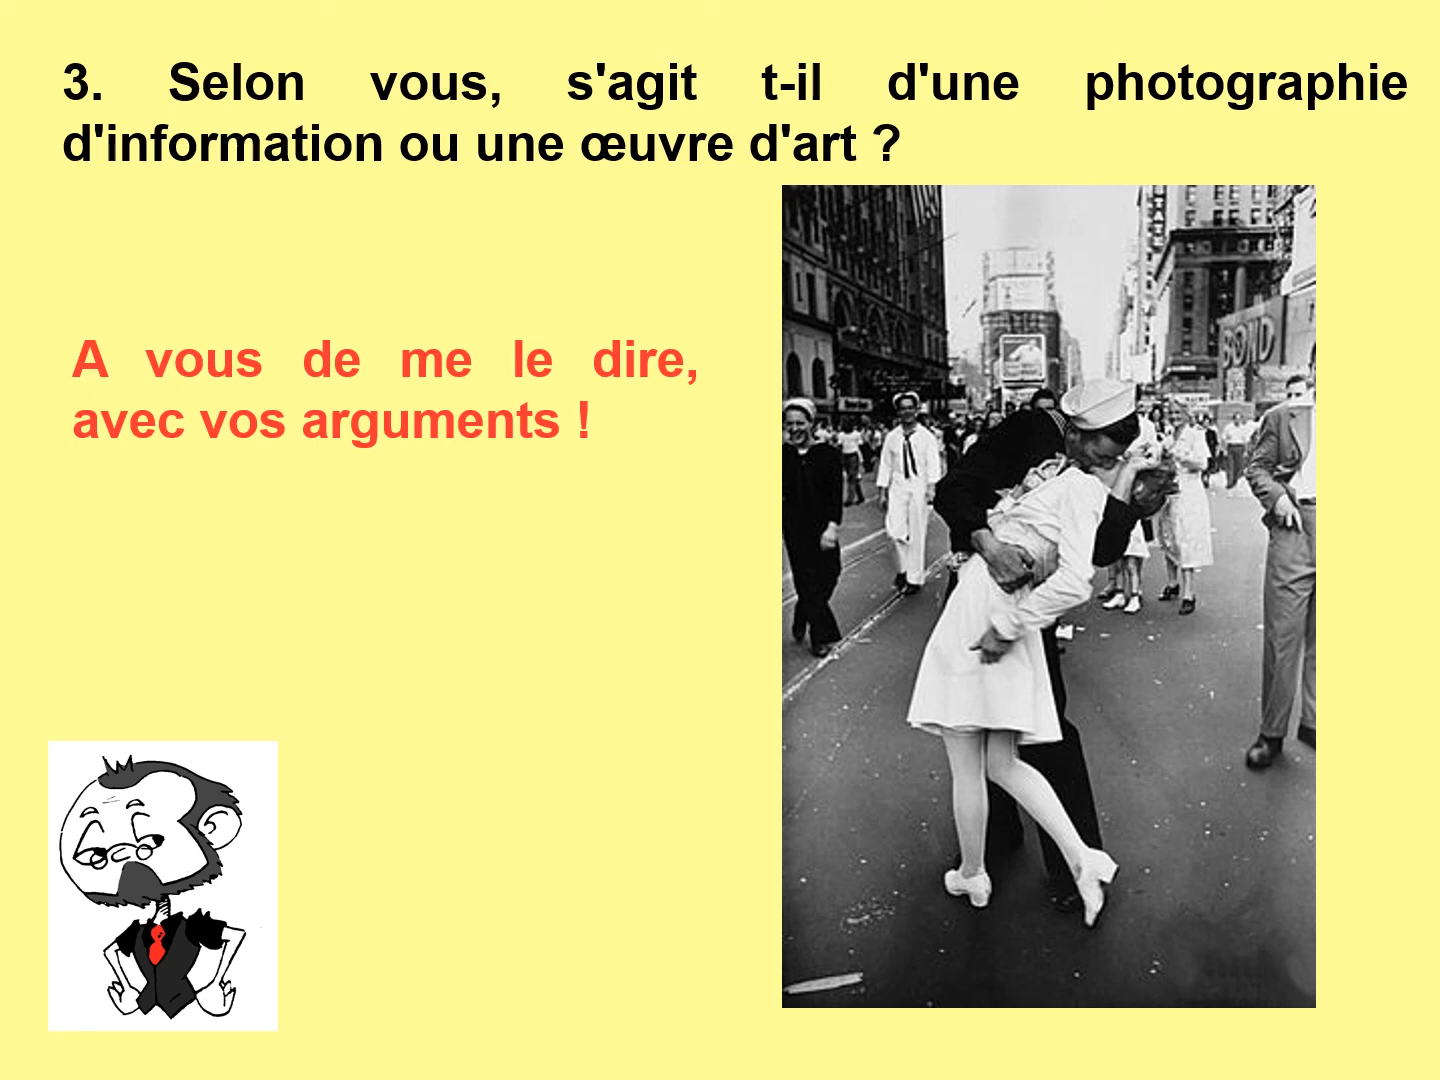 3. Selon vous, s'agit t-il d'une photographie
d'information ou une œuvre d'art ?
A vous de me le dire,
avec vos arguments !
BOND